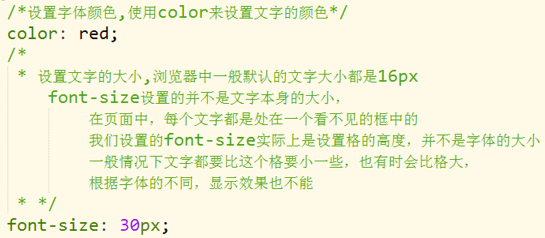 /*设置字体颜色,使用color来设置文字的颜色*/
color: red;
/*
* 设置文字的大小,浏览器中一般默认的文字大小都是16px
font-size设置的并不是文字本身的大小,
在页面中，每个文字都是处在一个看不见的框中的
我们设置的font-size实际上是设置格的高度，并不是字体的大小
一般情况下文字都要比这个格要小一些，也有时会比格大，
根据字体的不同，显示效果也不能
* */
font-size: 30px;